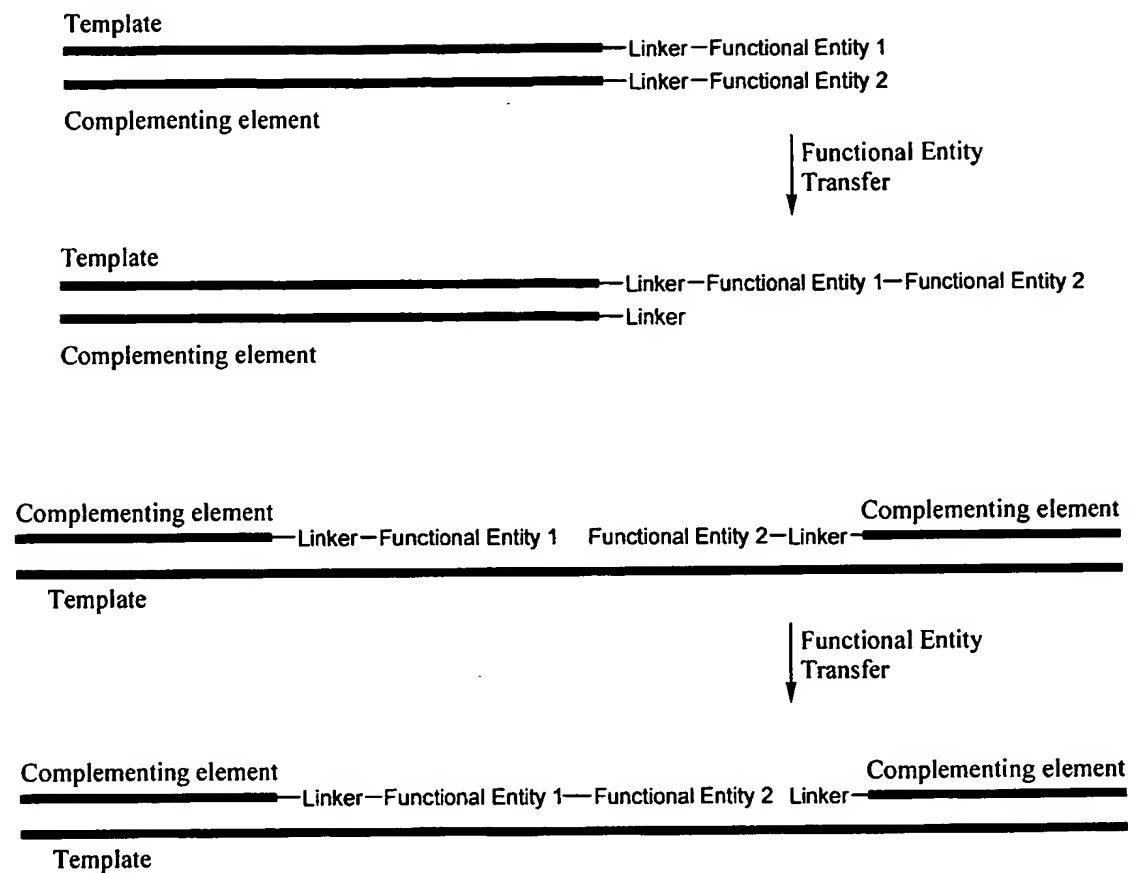 Template
Linker—Functional Entity 1
Linker—Functional Entity 2
Complementing element
Functional Entity
Transfer
Template
Linker—Functional Entity 1—Functional Entity 2
Linker
Complementing element
Complementing element Complementing element
Linker—Functional Entity 1 Functional Entity 2—Linker
Template
Functional Entity
Transfer
Complementing element Complementing element
Linker—Functional Entity 1—Functional Entity 2 Linker
Template